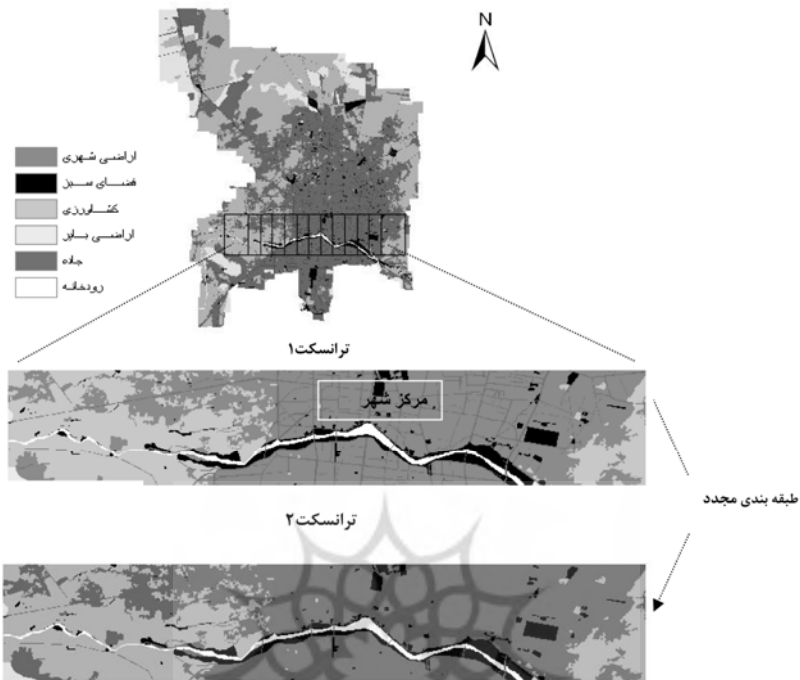 N
اراضی شهری
فضای سبز
کشاورزی
اراضی بایر
جاده
رودخانه
ترانسکت۱
مرکز شهر
طبقه بندی مجدد
ترانسکت۲